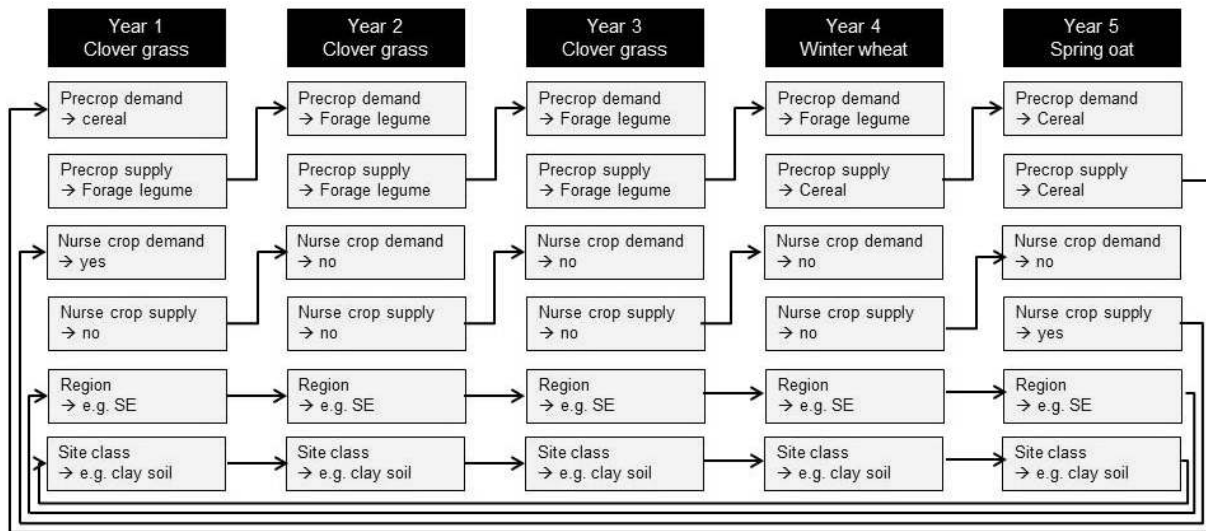 Year 1
Clover grass
Year 2
Clover grass
Year 3
Clover grass
Year 4
Winter wheat
Year 5
Spring oat
Precrop demand
→ cereal
Precrop demand
→ Forage legume
Precrop demand
→ Forage legume
Precrop demand
→ Forage legume
Precrop demand
→ Cereal
Precrop supply
→ Forage legume
Precrop supply
→ Forage legume
Precrop supply
→ Forage legume
Precrop supply
→ Cereal
Precrop supply
→ Cereal
Nurse crop demand
→ yes
Nurse crop demand
→ no
Nurse crop demand
→ no
Nurse crop demand
→ no
Nurse crop demand
→ no
Nurse crop supply
→ no
Nurse crop supply
→ no
Nurse crop supply
→ no
Nurse crop supply
→ no
Nurse crop supply
→ yes
Region
→ e.g. SE
Region
→ e.g. SE
Region
→ e.g. SE
Region
→ e.g. SE
Region
→ e.g. SE
Site class
→ e.g. clay soil
Site class
→ e.g. clay soil
Site class
→ e.g. clay soil
Site class
→ e.g. clay soil
Site class
→ e.g. clay soil